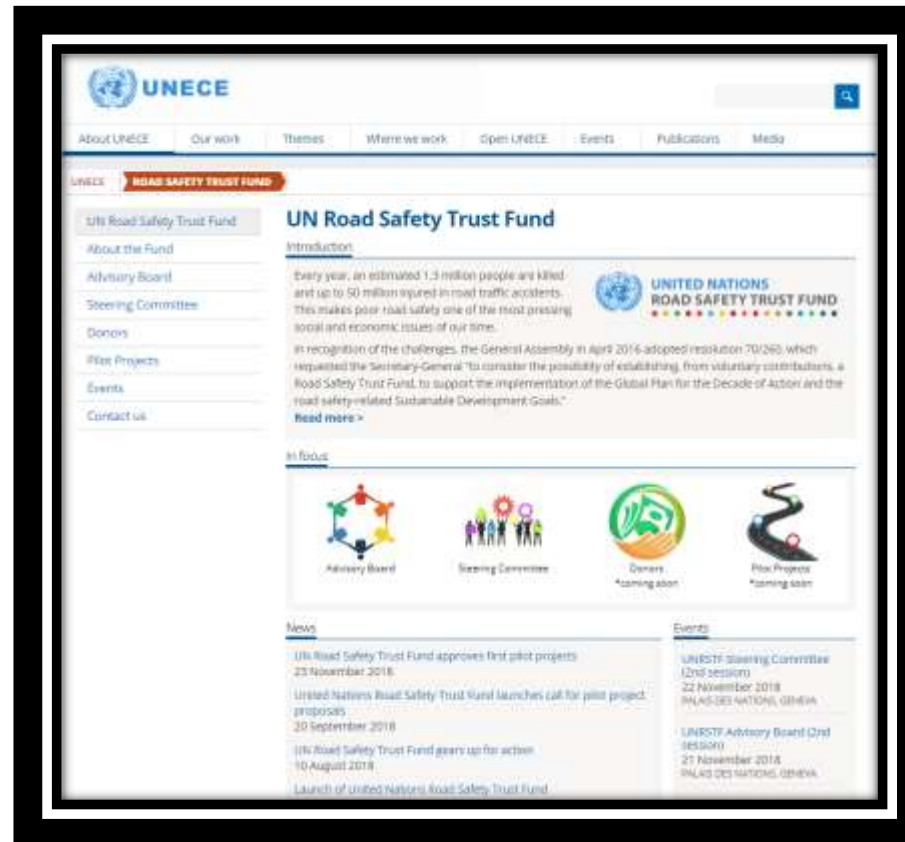 UNECE
About UNECE Our work Themes Where we work Open UNECE Events Publications Media
UNECE ROAD SAFETY TRUST FUND
UN Road Safety Trust Fund
About the Fund
Advisory Board
Steering Committee
Donors
Pilot Projects
Events
Contact us
UN Road Safety Trust Fund
Introduction
Every year, an estimated 1.3 million people are killed
and up to 50 million injured in road traffic accidents.
This makes poor road safety one of the most pressing
social and economic issues of our time.
UNITED NATIONS
ROAD SAFETY TRUST FUND
In recognition of the challenges, the General Assembly in April 2016 adopted resolution 70/260, which
requested the Secretary-General "to consider the possibility of establishing, from voluntary contributions, a
Road Safety Trust Fund, to support the implementation of the Global Plan for the Decade of Action and the
road safety-related Sustainable Development Goals."
Read more >
In focus
Advisory Board
Steering Committee
Donors
*coming soon
Pilot Projects
*coming soon
News
UN Road Safety Trust Fund approves first pilot projects
23 November 2018
United Nations Road Safety Trust Fund launches call for pilot project
proposals
20 September 2018
UN Road Safety Trust Fund gears up for action
10 August 2018
Launch of United Nations Road Safety Trust Fund
Events
UNRSTF Steering Committee
(2nd session)
22 November 2018
PALAIS DES NATIONS, GENEVA
UNRSTF Advisory Board (2nd
session)
21 November 2018
PALAIS DES NATIONS, GENEVA